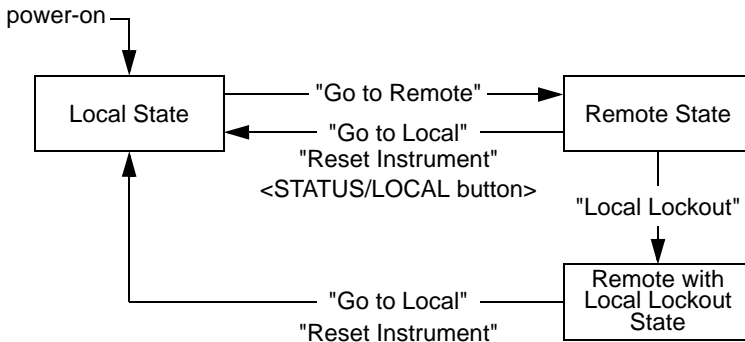 power-on
Local State
"Go to Remote"
Remote State
"Go to Local"
"Reset Instrument"
<STATUS/LOCAL button>
"Local Lockout"
Remote with
Local Lockout
State
"Go to Local"
"Reset Instrument"